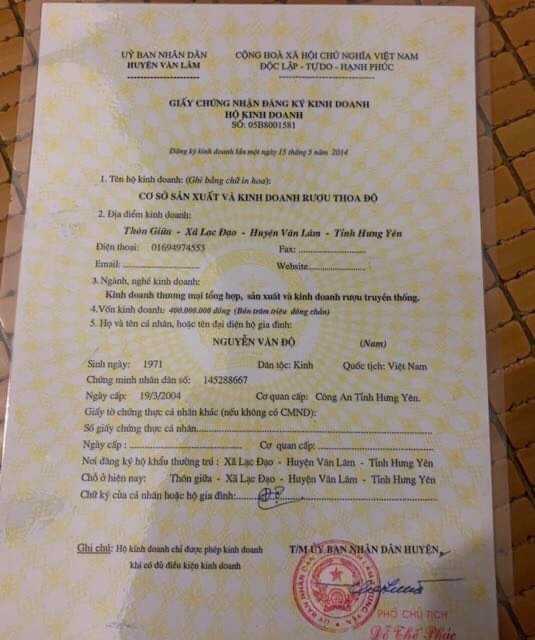 UỶ BAN NHÂN DÂN
HUYỆN VĂN LÂM
CỘNG HOÀ XÃ HỘI CHỦ NGHĨA VIỆT NAM
ĐỘC LẬP - TỰ DO - HẠNH PHÚC
GIẤY CHỨNG NHẬN ĐĂNG KÝ KINH DOANH
HỘ KINH DOANH
SỐ: 05B8001581
Đăng ký kinh doanh lần một ngày 15 tháng 5 năm 2014
1. Tên hộ kinh doanh: (Ghi bằng chữ in hoa):
CƠ SỞ SẢN XUẤT VÀ KINH DOANH RƯỢU THOA ĐỘ
2. Địa điểm kinh doanh:
Thôn Giữa - Xã Lạc Đạo - Huyện Văn Lâm - Tỉnh Hưng Yên
Điện thoại: 01694974553 Fax: ........................
Email: ........................ Website........................
3. Ngành, nghề kinh doanh:
Kinh doanh thương mại tổng hợp, sản xuất và kinh doanh rượu truyền thống.
4.Vốn kinh doanh: 400.000.000 đồng (Bốn trăm triệu đồng chẵn)
5. Họ và tên cá nhân, hoặc tên đại diện hộ gia đình:
NGUYỄN VĂN ĐỘ (Nam)
Sinh ngày: 1971 Dân tộc: Kinh Quốc tịch: Việt Nam
Chứng minh nhân dân số: 145288667
Ngày cấp: 19/3/2004 Cơ quan cấp: Công An Tỉnh Hưng Yên.
Giấy tờ chứng thực cá nhân khác (nếu không có CMND):
Số giấy chứng thực cá nhân........................
Ngày cấp : ........................ Cơ quan cấp: ........................
Nơi đăng ký hộ khẩu thường trú : Xã Lạc Đạo - Huyện Văn Lâm - Tỉnh Hưng Yên
Chỗ ở hiện nay: Thôn giữa - Xã Lạc Đạo - Huyện Văn Lâm - Tỉnh Hưng Yên
Chữ ký của cá nhân hoặc hộ gia đình:........................
Ghi chú: Hộ kinh doanh chỉ được phép kinh doanh
khi có đủ điều kiện kinh doanh
T/M UỶ BAN NHÂN DÂN HUYỆN
PHÓ CHỦ TỊCH